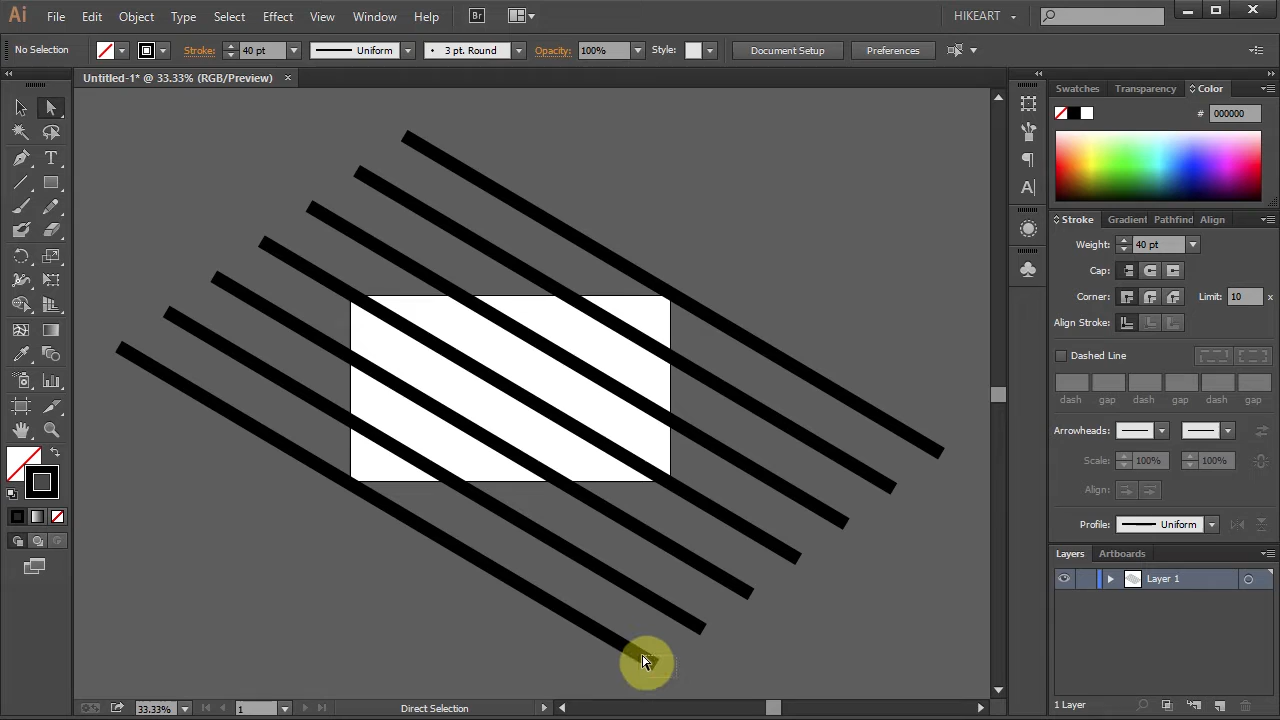 Ai File Edit Object Type Select Effect View Window Help Br HIKEART
No Selection Stroke: 40 pt Uniform 3 pt. Round Opacity: 100% Style: Document Setup Preferences
Untitled-1* @ 33.33% (RGB/Preview)
Swatches Transparency Color
# 000000
Stroke Gradient Pathfind Align
Weight: 40 pt
Cap:
Corner: Limit: 10 x
Align Stroke:
Dashed Line
dash gap dash gap dash gap
Arrowheads:
Scale: 100% 100%
Align:
Profile: Uniform
Layers Artboards
Layer 1
1 Layer
33.33% 1 Direct Selection